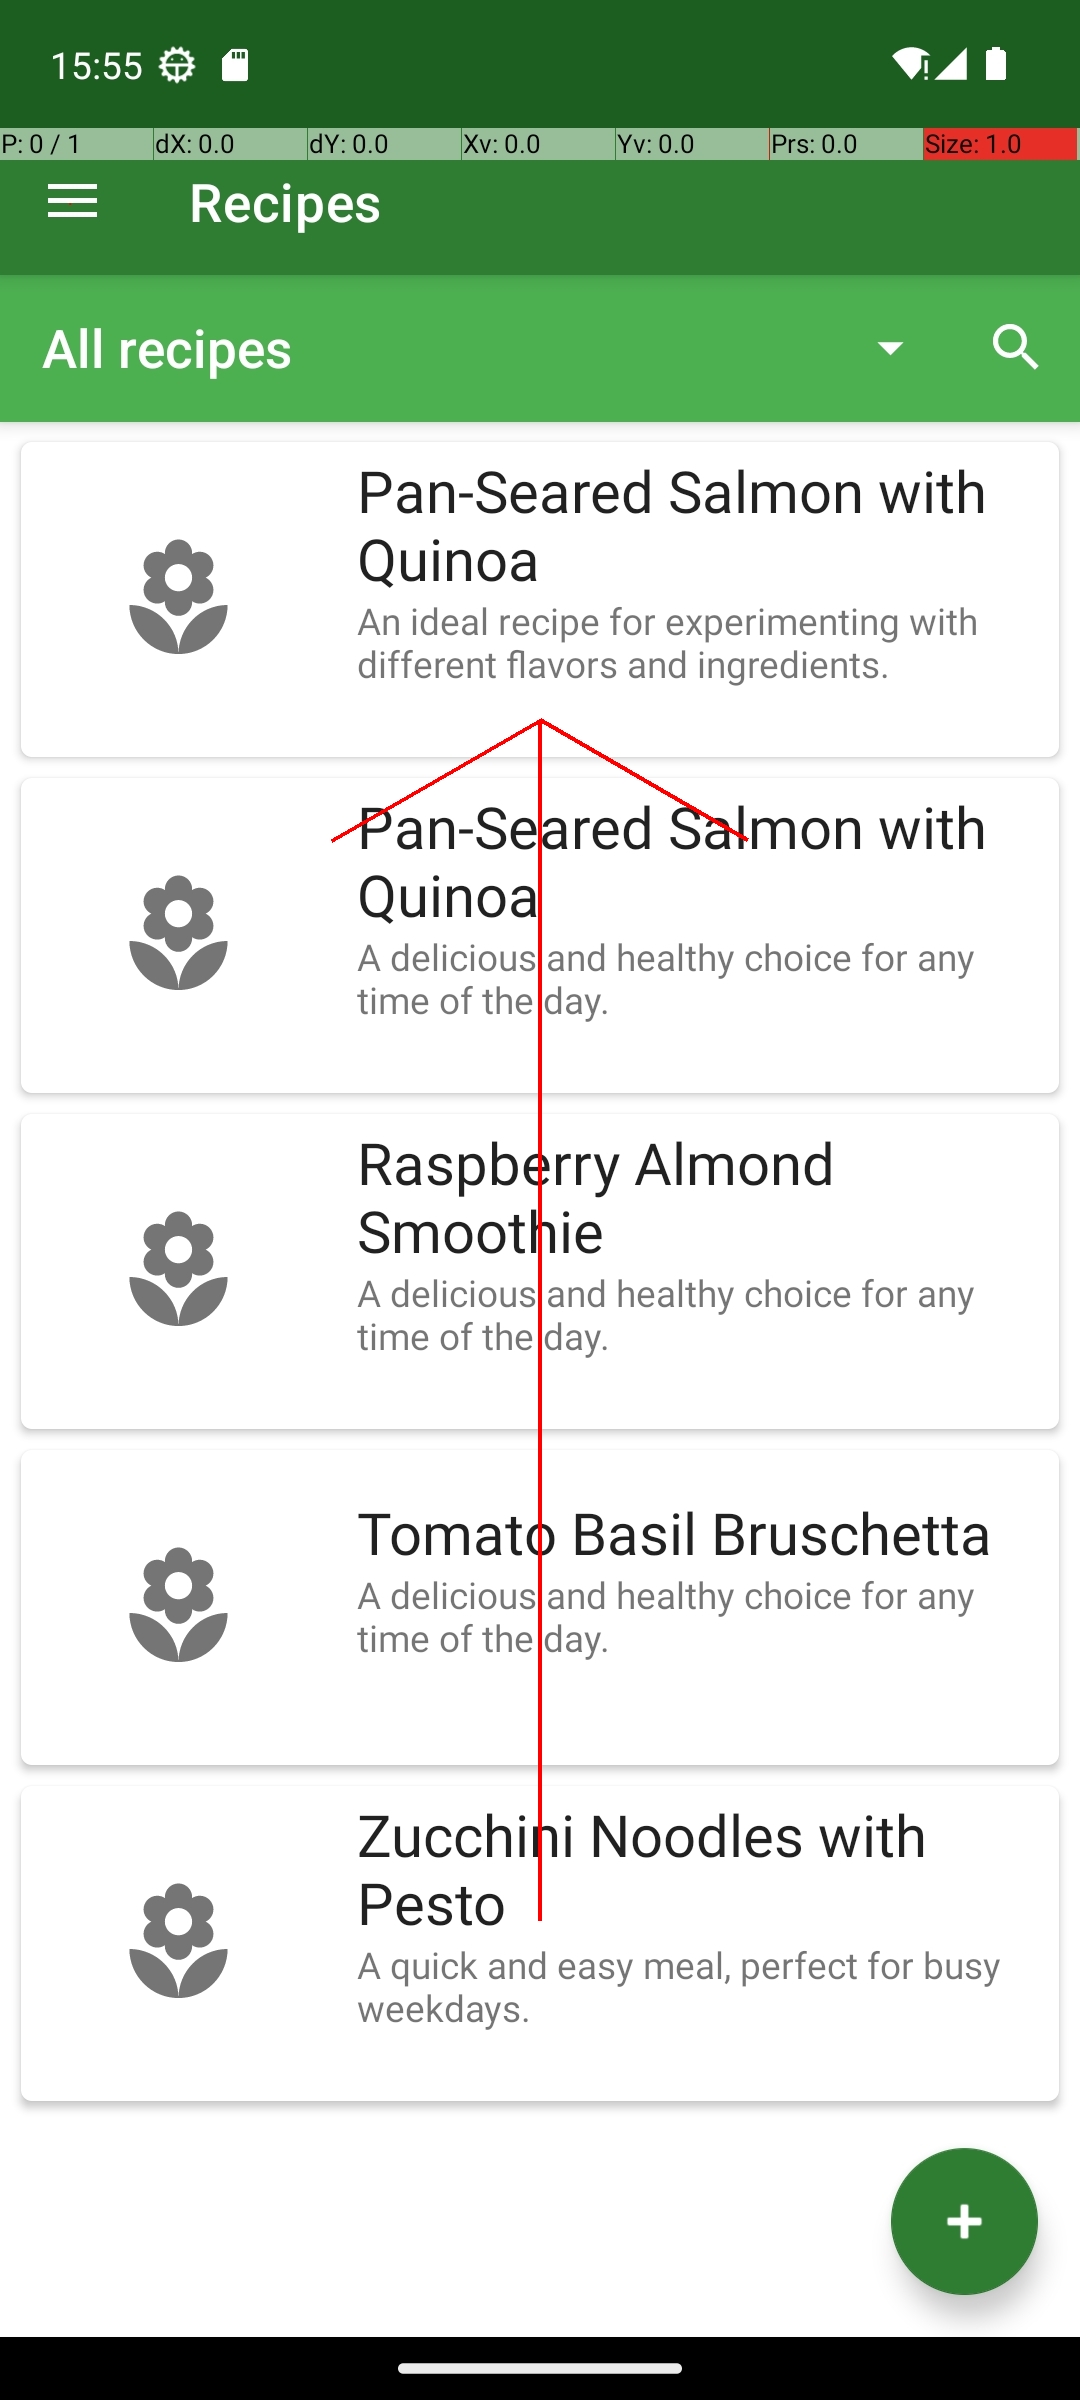 15:55
P: 0 / 1 dX: 0.0 dY: 0.0 Xv: 0.0 Yv: 0.0 Prs: 0.0 Size: 1.0
Recipes
All recipes
Pan-Seared Salmon with
Quinoa
An ideal recipe for experimenting with
different flavors and ingredients.
Pan-Seared Salmon with
Quinoa
A delicious and healthy choice for any
time of the day.
Raspberry Almond
Smoothie
A delicious and healthy choice for any
time of the day.
Tomato Basil Bruschetta
A delicious and healthy choice for any
time of the day.
Zucchini Noodles with
Pesto
A quick and easy meal, perfect for busy
weekdays.